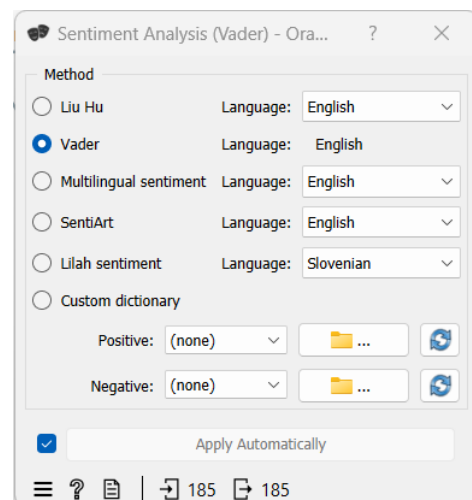 Sentiment Analysis (Vader) - Ora... ?
Method
Liu Hu Language: English
Vader Language: English
Multilingual sentiment Language: English
SentiArt Language: English
Lilah sentiment Language: Slovenian
Custom dictionary
Positive: (none) ...
Negative: (none) ...
Apply Automatically
? 185 185